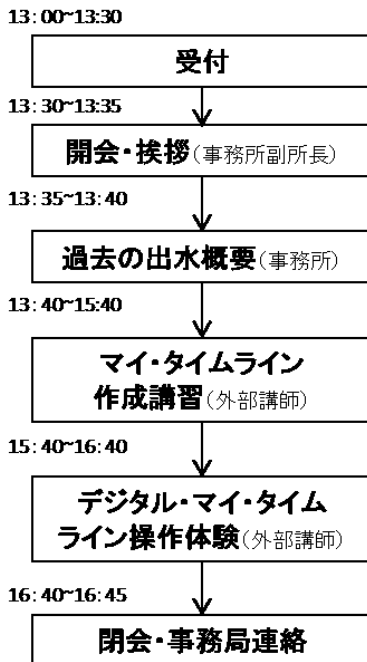 13:00~13:30
受付
13:30~13:35
開会・挨拶(事務所副所長)
13:35~13:40
過去の出水概要(事務所)
13:40~15:40
マイ・タイムライン
作成講習(外部講師)
15:40~16:40
デジタル・マイ・タイム
ライン操作体験(外部講師)
16:40~16:45
閉会・事務局連絡